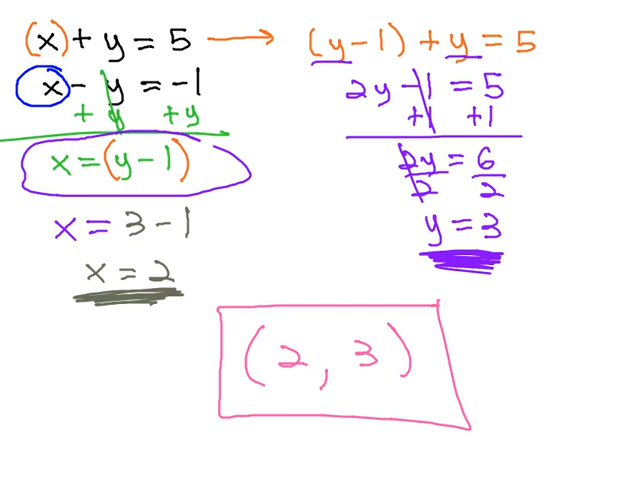 (x) + y = 5
x - y = -1
+ y + y
x = (y - 1)
x = 3 - 1
x = 2
(y - 1) + y = 5
2y - 1 = 5
+1 +1
2y = 6
2 2
y = 3
(2, 3)